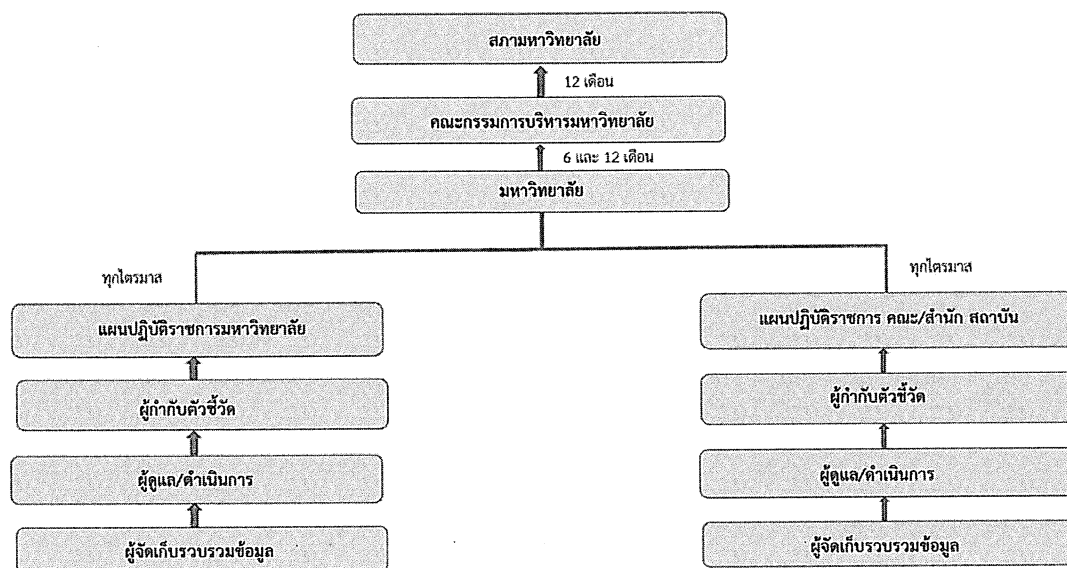 สภามหาวิทยาลัย
12 เดือน
คณะกรรมการบริหารมหาวิทยาลัย
6 และ 12 เดือน
มหาวิทยาลัย
ทุกไตรมาส
ทุกไตรมาส
แผนปฏิบัติราชการมหาวิทยาลัย
แผนปฏิบัติราชการ คณะ/สำนัก สถาบัน
ผู้กำกับตัวชี้วัด
ผู้กำกับตัวชี้วัด
ผู้ดูแล/ดำเนินการ
ผู้ดูแล/ดำเนินการ
ผู้จัดเก็บรวบรวมข้อมูล
ผู้จัดเก็บรวบรวมข้อมูล